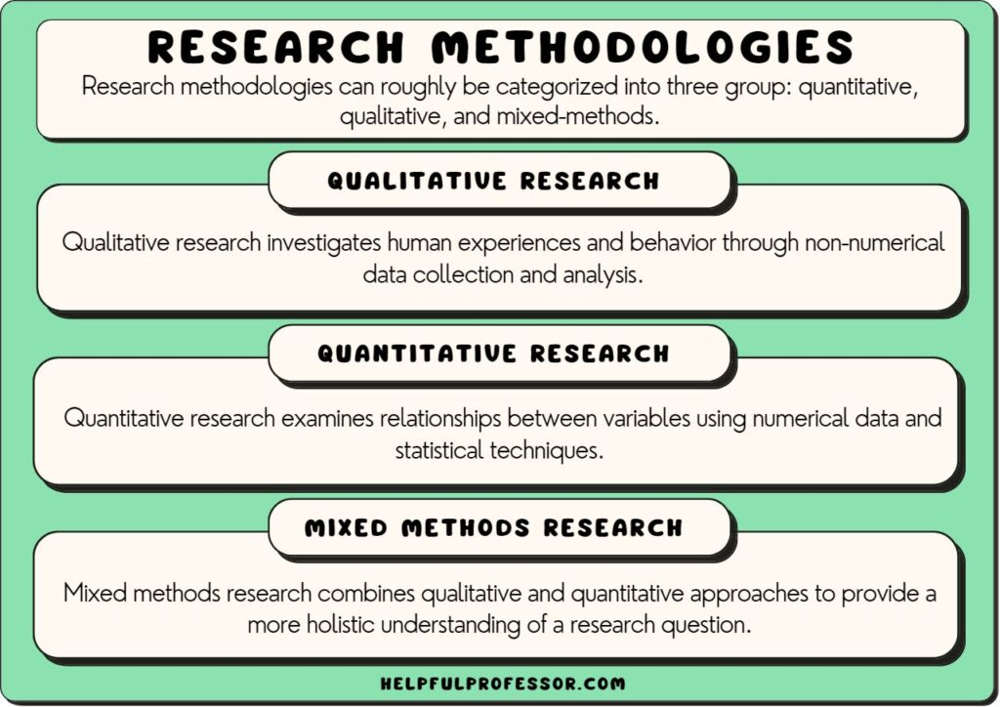 RESEARCH METHODOLOGIES
Research methodologies can roughly be categorized into three group: quantitative,
qualitative, and mixed-methods.
QUALITATIVE RESEARCH
Qualitative research investigates human experiences and behavior through non-numerical
data collection and analysis.
QUANTITATIVE RESEARCH
Quantitative research examines relationships between variables using numerical data and
statistical techniques.
MIXED METHODS RESEARCH
Mixed methods research combines qualitative and quantitative approaches to provide a
more holistic understanding of a research question.
HELPFULPROFESSOR.COM